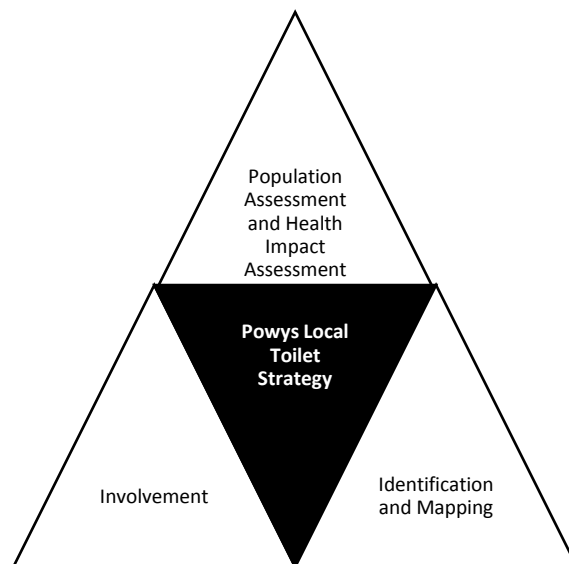 Population
Assessment
and Health
Impact
Assessment
Powys Local
Toilet
Strategy
Involvement
Identification
and Mapping